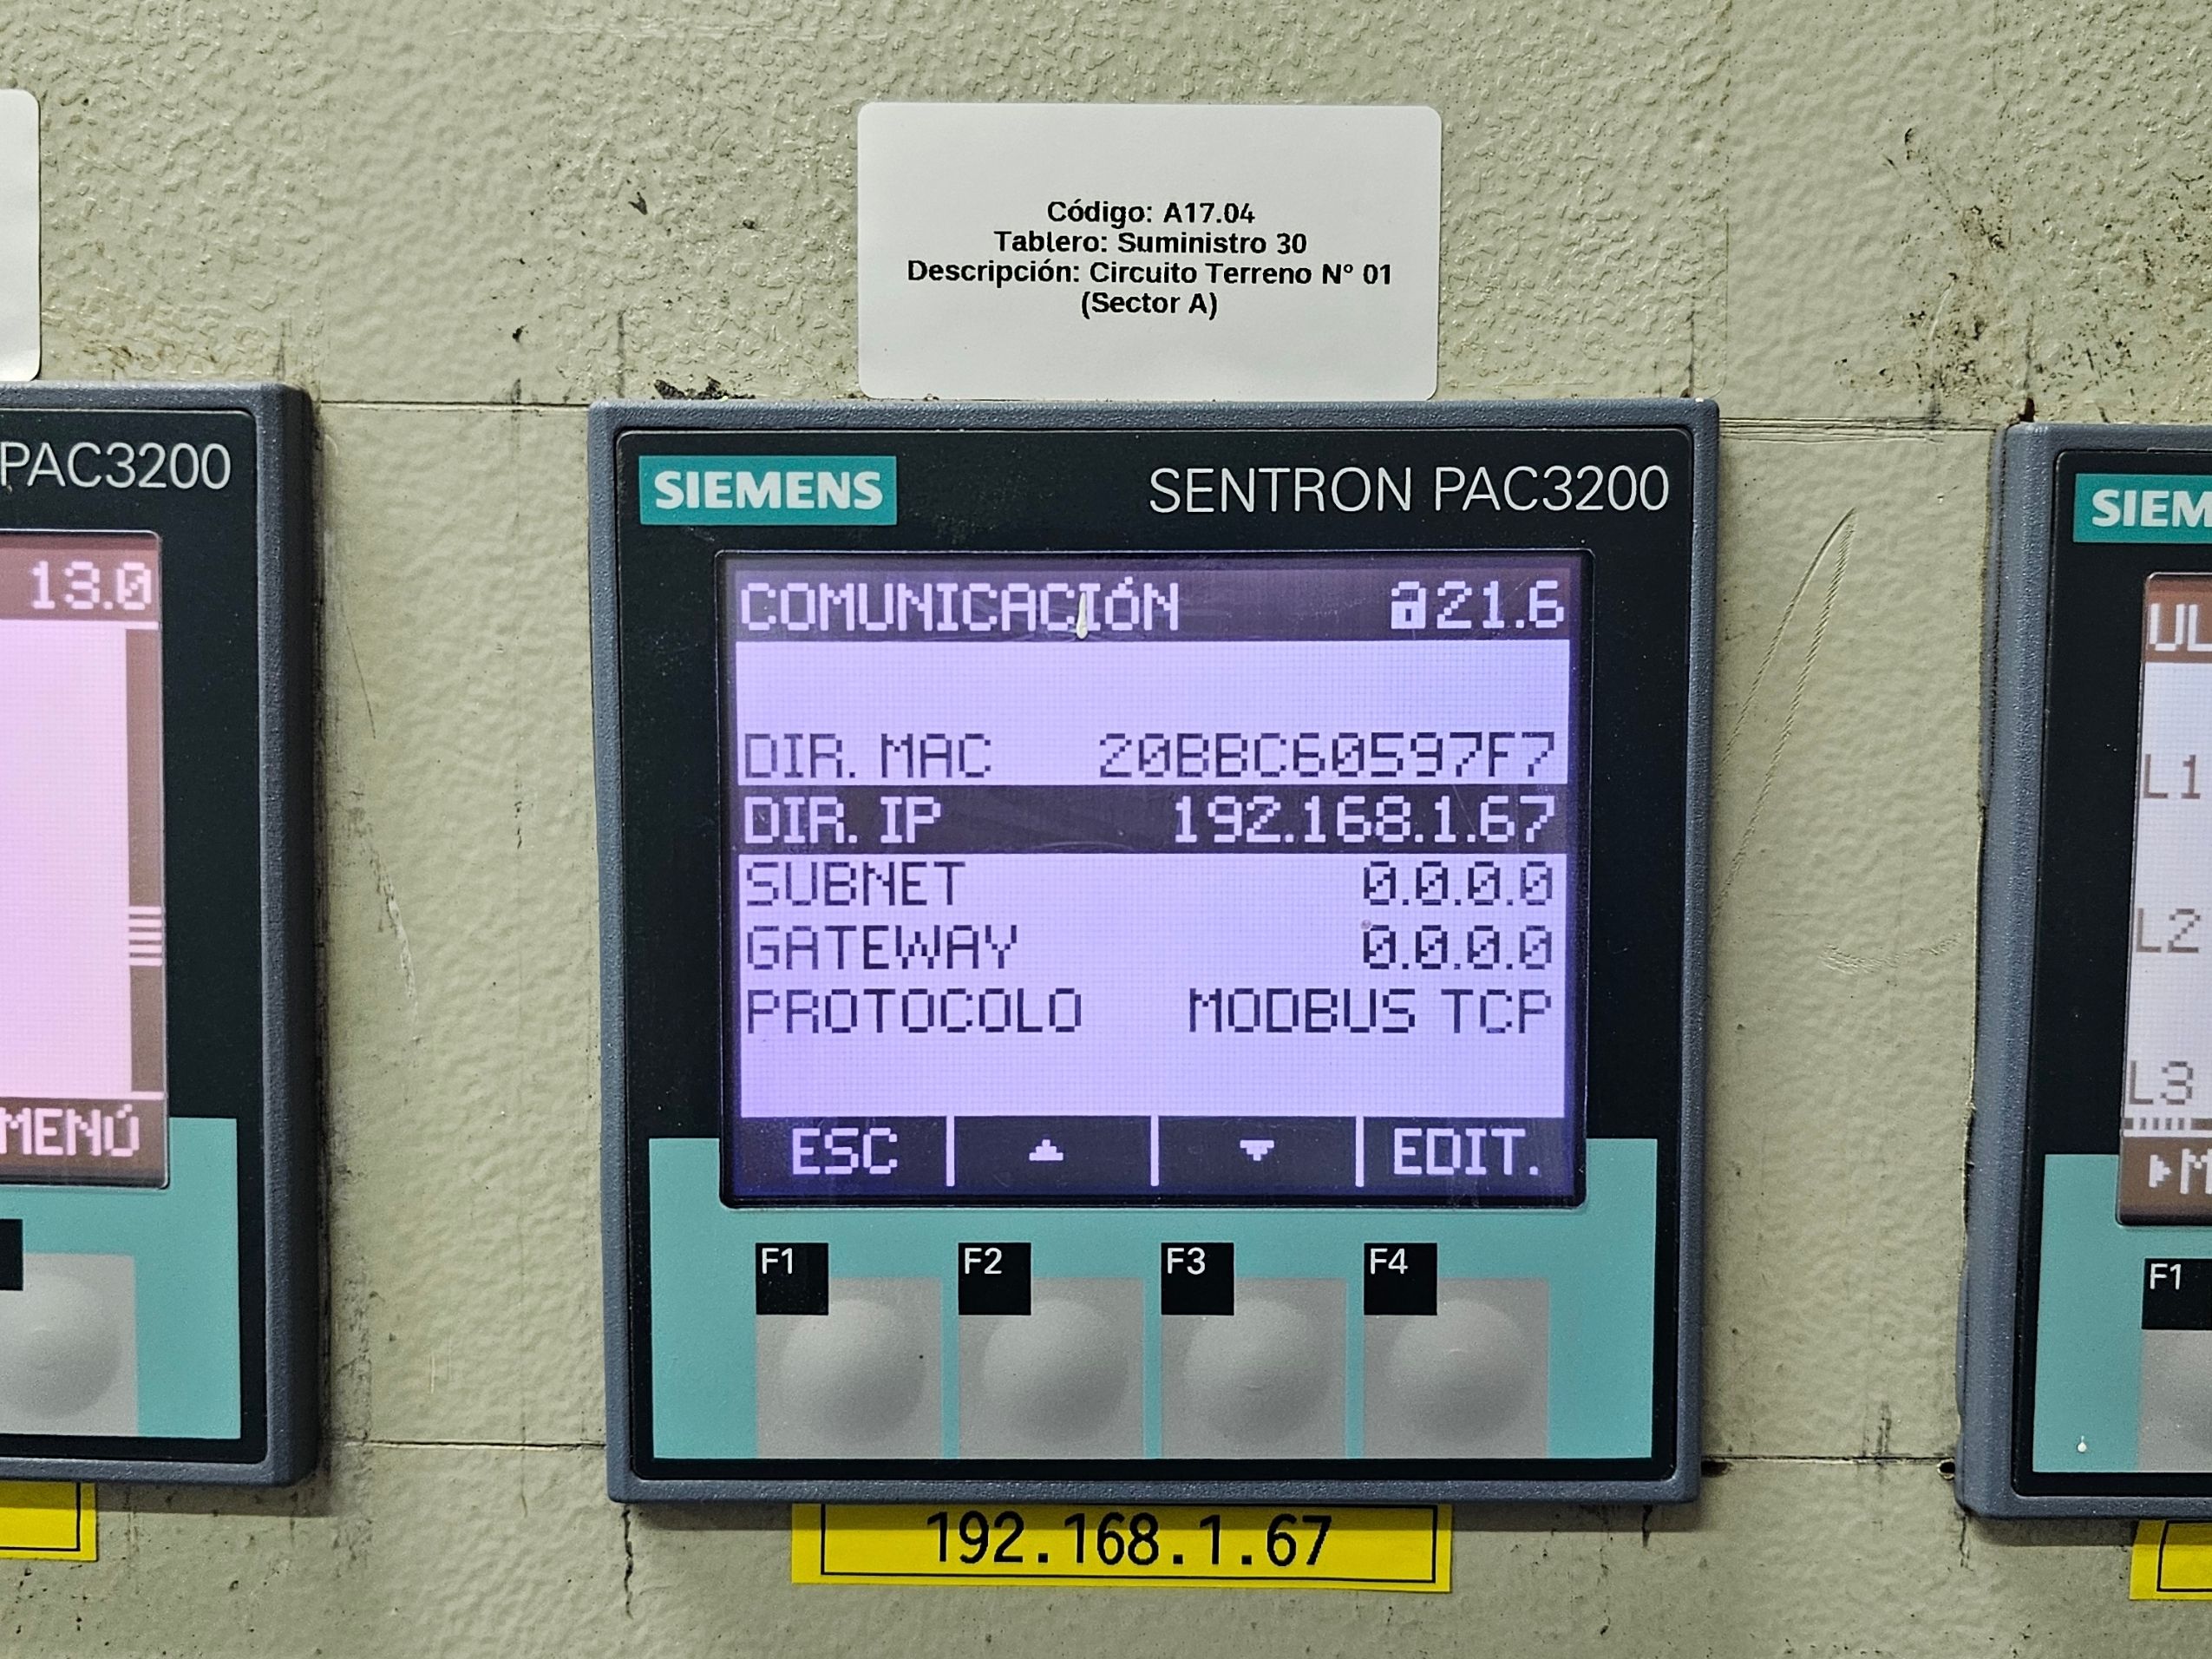 Código: A17.04
Tablero: Suministro 30
Descripción: Circuito Terreno N° 01
(Sector A)
PAC3200
13.0
MENÚ
SIEMENS SENTRON PAC3200
COMUNICACIÓN 21.6
DIR. MAC 20BBC60597F7
DIR. IP 192.168.1.67
SUBNET 0.0.0.0
GATEWAY 0.0.0.0
PROTOCOLO MODBUS TCP
ESC ▲ ▼ EDIT.
F1 F2 F3 F4
192.168.1.67
SIEM
UL
L1
L2
L3
▶M
F1